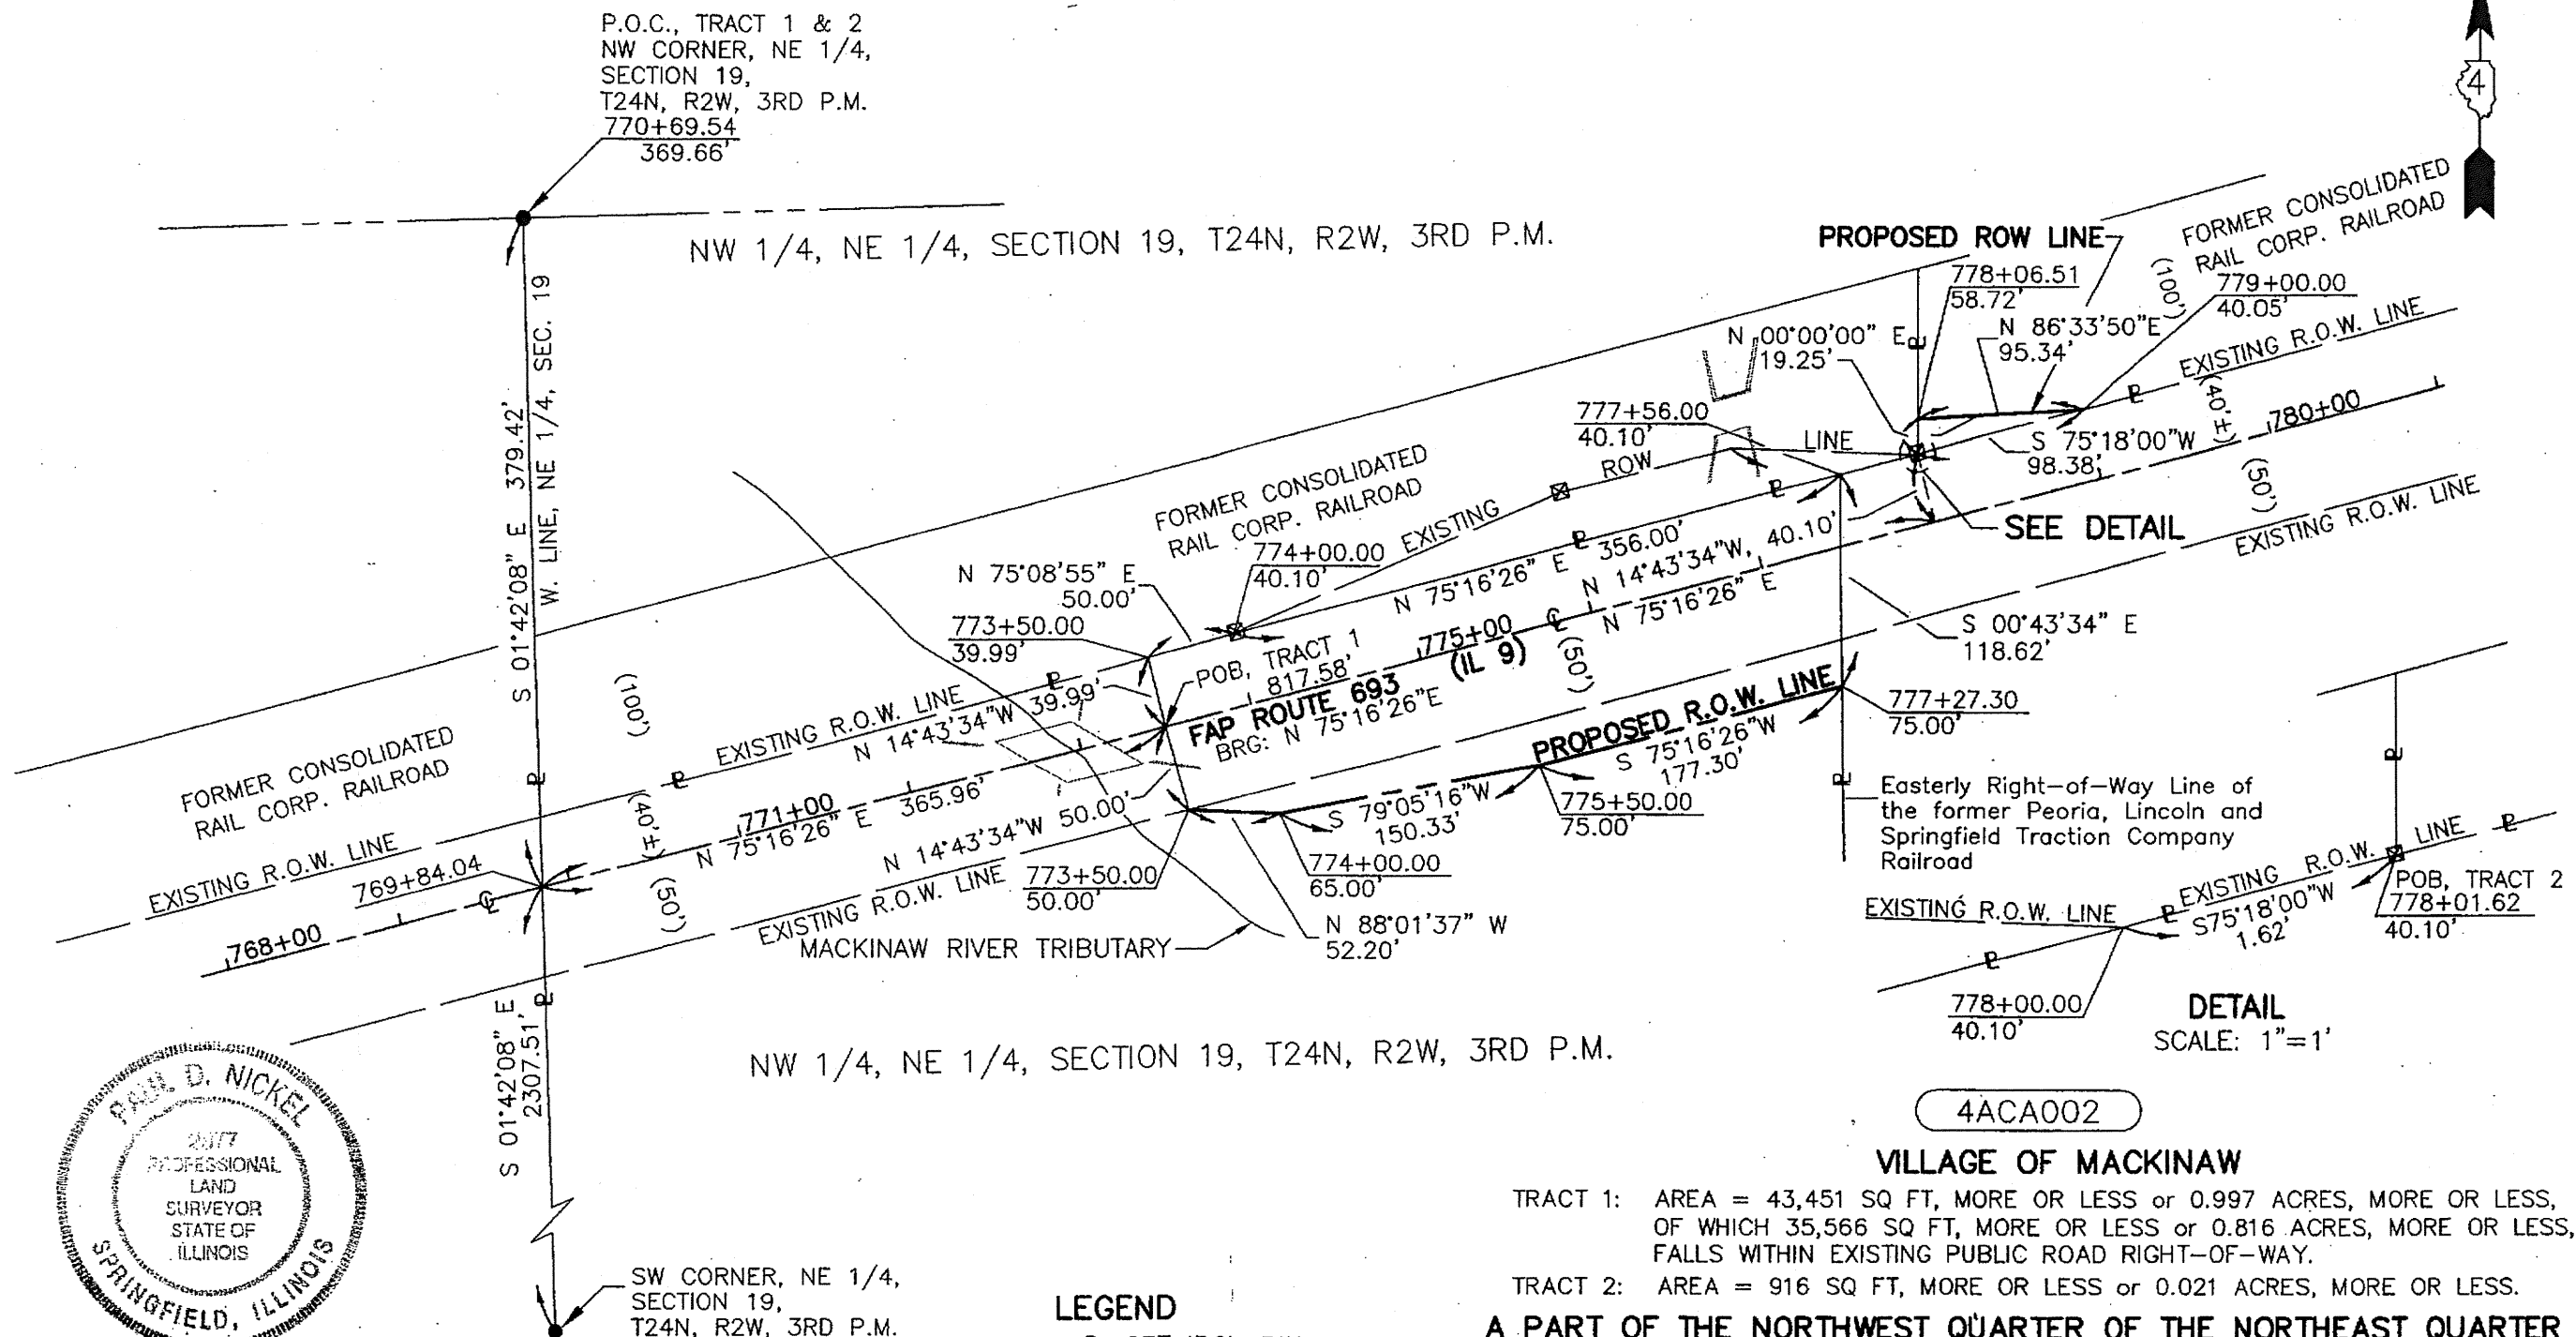 P.O.C., TRACT 1 & 2
NW CORNER, NE 1/4,
SECTION 19,
T24N, R2W, 3RD P.M.
770+69.54
369.66'
4
NW 1/4, NE 1/4, SECTION 19, T24N, R2W, 3RD P.M.
PROPOSED ROW LINE
FORMER CONSOLIDATED
RAIL CORP. RAILROAD
(100')
778+06.51
58.72'
779+00.00
40.05'
N 00°00'00" E
19.25'
N 86°33'50"E
95.34'
EXISTING R.O.W. LINE
(40'±)
780+00
S 75°18'00"W
98.38'
(50')
EXISTING R.O.W. LINE
SEE DETAIL
777+56.00
40.10'
EXISTING ROW LINE
S 01°42'08" E 379.42'
W. LINE, NE 1/4, SEC. 19
FORMER CONSOLIDATED
RAIL CORP. RAILROAD
774+00.00
40.10'
N 75°08'55" E
50.00'
773+50.00
39.99'
N 75°16'26" E 356.00'
N 14°43'34"W, 40.10'
N 75°16'26" E
POB, TRACT 1
817.58'
775+00
(IL 9)
(50')
FAP ROUTE 693
BRG: N 75°16'26"E
S 00°43'34" E
118.62'
777+27.30
75.00'
PROPOSED R.O.W. LINE
S 75°16'26"W
177.30'
775+50.00
75.00'
S 79°05'16"W
150.33'
774+00.00
65.00'
N 88°01'37" W
52.20'
(100')
EXISTING R.O.W. LINE
N 14°43'34"W 39.99'
FORMER CONSOLIDATED
RAIL CORP. RAILROAD
(40'±)
771+00
N 75°16'26" E 365.96'
N 14°43'34"W 50.00'
EXISTING R.O.W. LINE
769+84.04
768+00
(50')
EXISTING R.O.W. LINE
773+50.00
50.00'
MACKINAW RIVER TRIBUTARY
Easterly Right-of-Way Line of
the former Peoria, Lincoln and
Springfield Traction Company
Railroad
EXISTING R.O.W. LINE
EXISTING R.O.W. LINE
S75°18'00"W
1.62'
POB, TRACT 2
778+01.62
40.10'
778+00.00
40.10'
DETAIL
SCALE: 1"=1'
S 01°42'08" E
2307.51'
NW 1/4, NE 1/4, SECTION 19, T24N, R2W, 3RD P.M.
PAUL D. NICKEL
PROFESSIONAL
LAND
SURVEYOR
STATE OF
ILLINOIS
SPRINGFIELD, ILLINOIS
4ACA002
VILLAGE OF MACKINAW
TRACT 1: AREA = 43,451 SQ FT, MORE OR LESS or 0.997 ACRES, MORE OR LESS,
OF WHICH 35,566 SQ FT, MORE OR LESS or 0.816 ACRES, MORE OR LESS,
FALLS WITHIN EXISTING PUBLIC ROAD RIGHT-OF-WAY.
TRACT 2: AREA = 916 SQ FT, MORE OR LESS or 0.021 ACRES, MORE OR LESS.
A PART OF THE NORTHWEST QUARTER OF THE NORTHEAST QUARTER
SW CORNER, NE 1/4,
SECTION 19,
T24N, R2W, 3RD P.M.
LEGEND